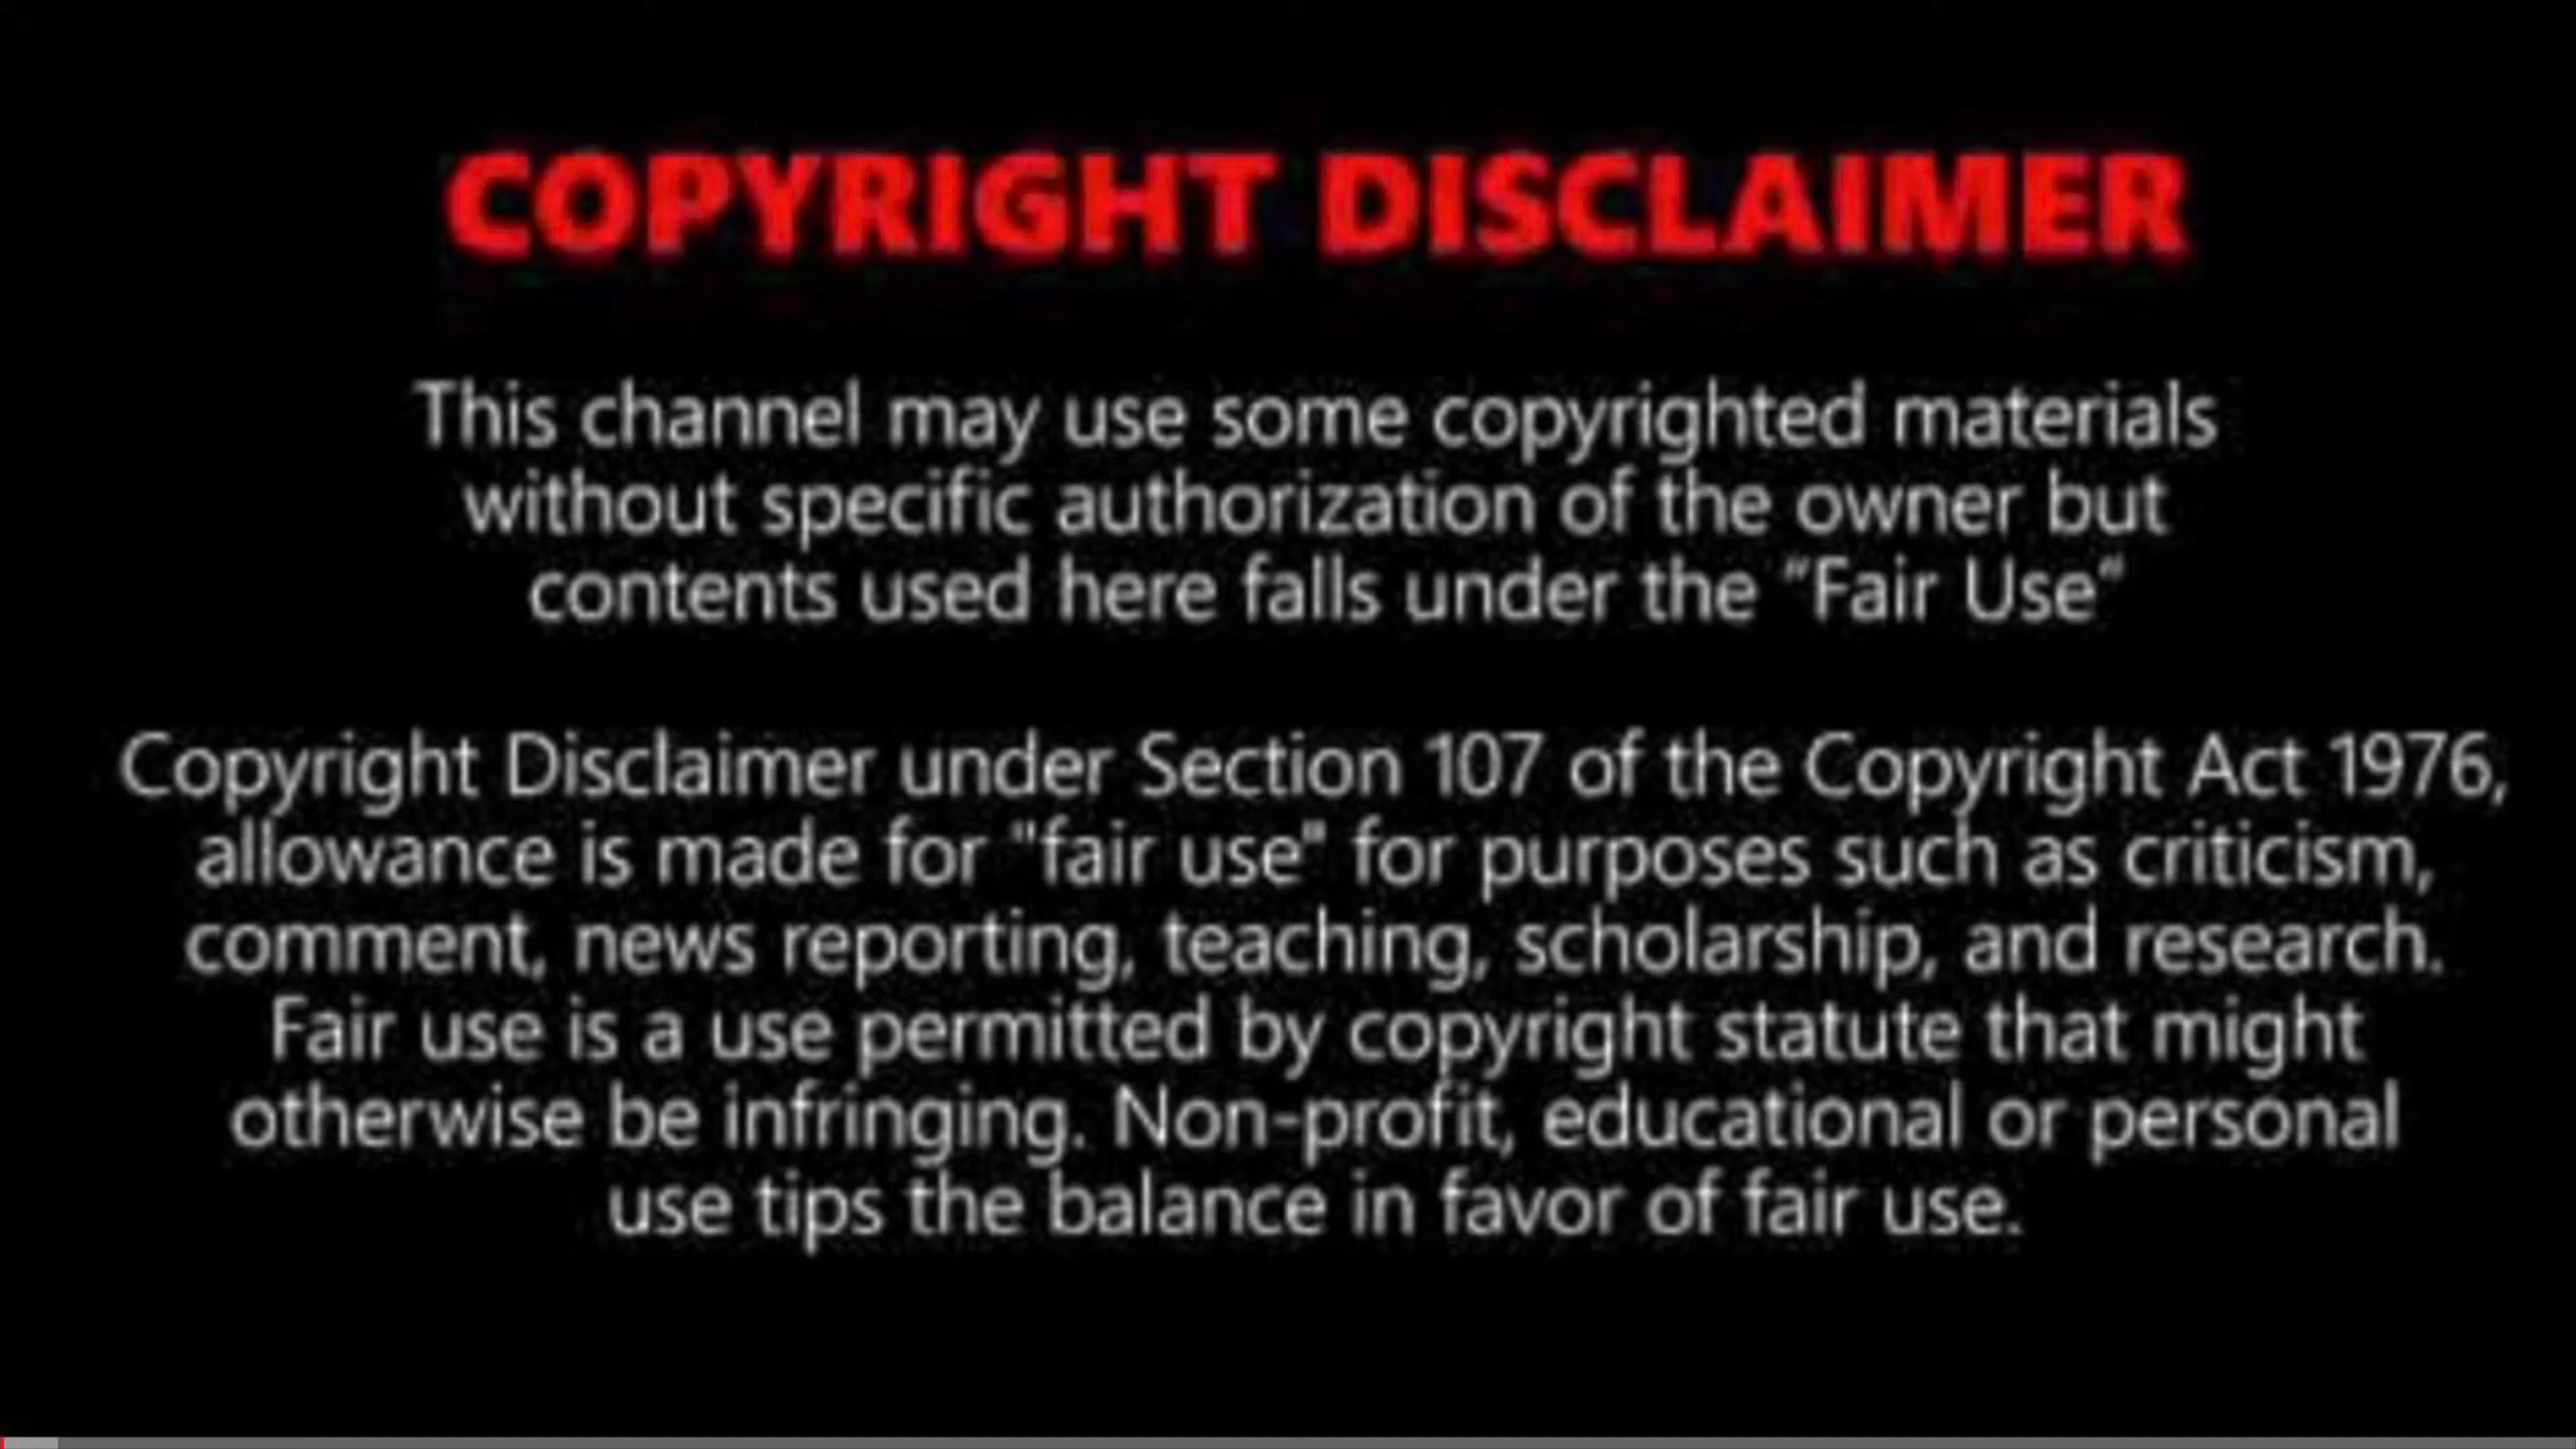 COPYRIGHT DISCLAIMER
This channel may use some copyrighted materials
without specific authorization of the owner but
contents used here falls under the “Fair Use“
Copyright Disclaimer under Section 107 of the Copyright Act 1976,
allowance is made for "fair use" for purposes such as criticism,
comment, news reporting, teaching, scholarship, and research.
Fair use is a use permitted by copyright statute that might
otherwise be infringing. Non-profit, educational or personal
use tips the balance in favor of fair use.